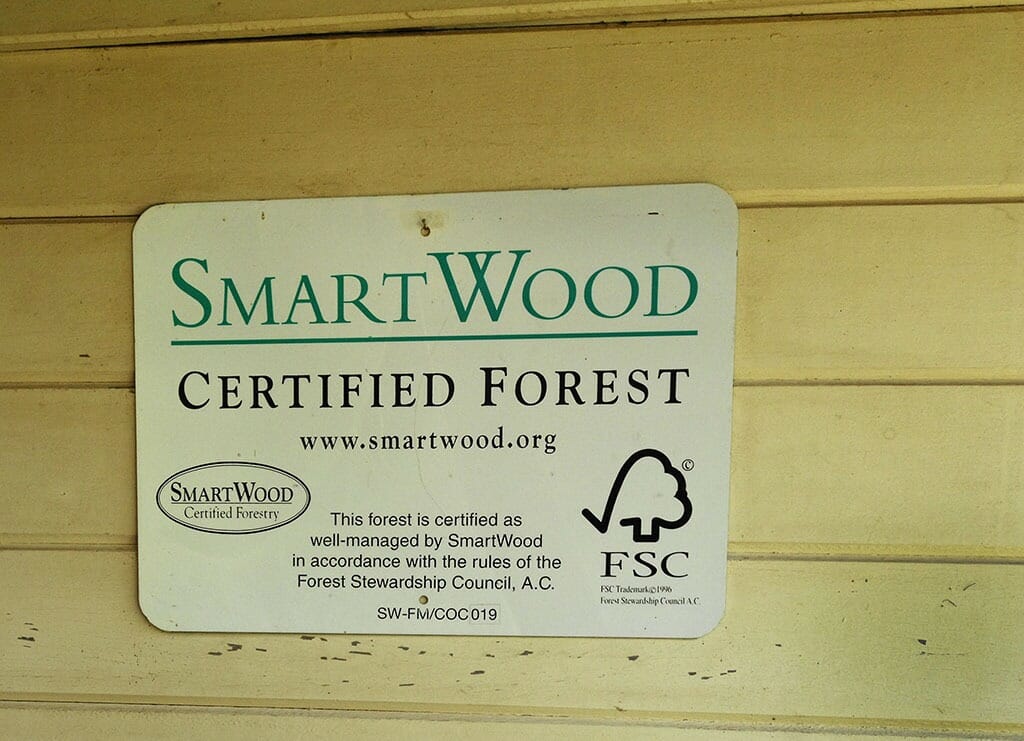 SMARTWOOD
CERTIFIED FOREST
www.smartwood.org
SMARTWOOD™
Certified Forestry
This forest is certified as
well-managed by SmartWood
in accordance with the rules of the
Forest Stewardship Council, A.C.
SW-FM/COC 019
©
FSC
FSC Trademark © 1996
Forest Stewardship Council A.C.